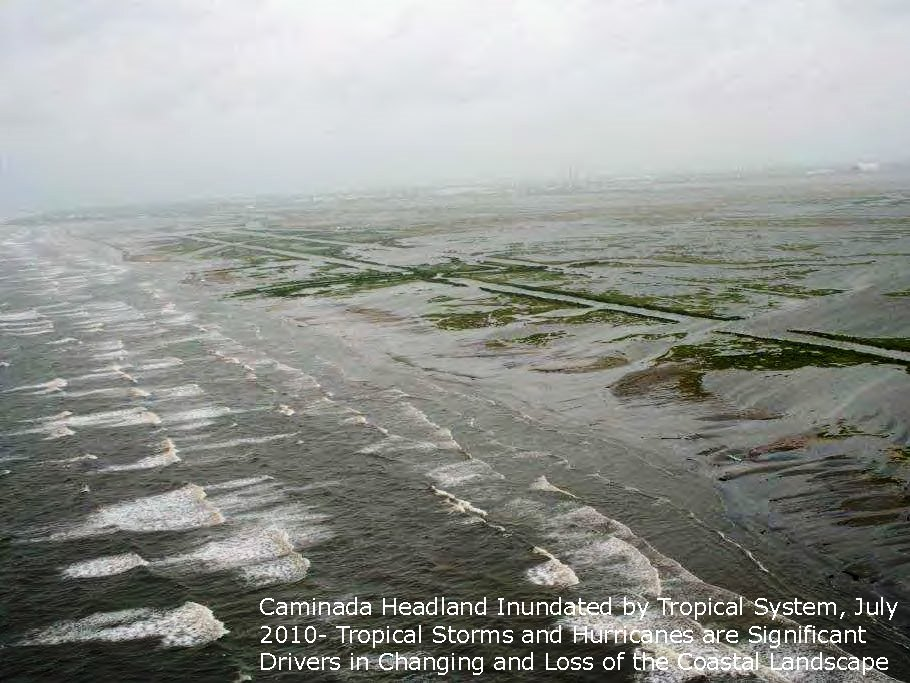 Caminada Headland Inundated by Tropical System, July
2010- Tropical Storms and Hurricanes are Significant
Drivers in Changing and Loss of the Coastal Landscape